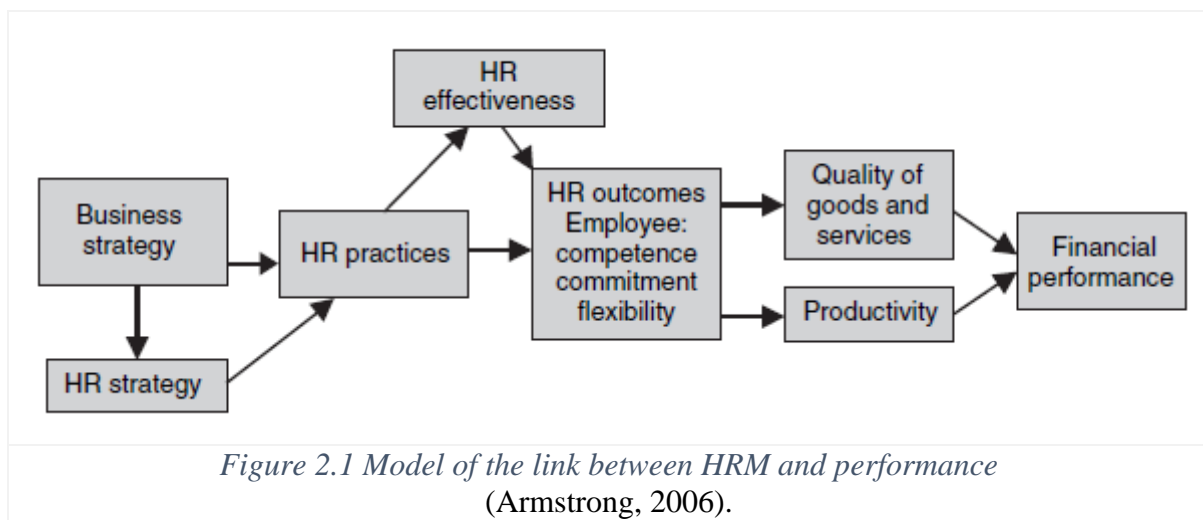 HR
effectiveness
Business
strategy
HR practices
HR strategy
HR outcomes
Employee:
competence
commitment
flexibility
Quality of
goods and
services
Productivity
Financial
performance
Figure 2.1 Model of the link between HRM and performance
(Armstrong, 2006).